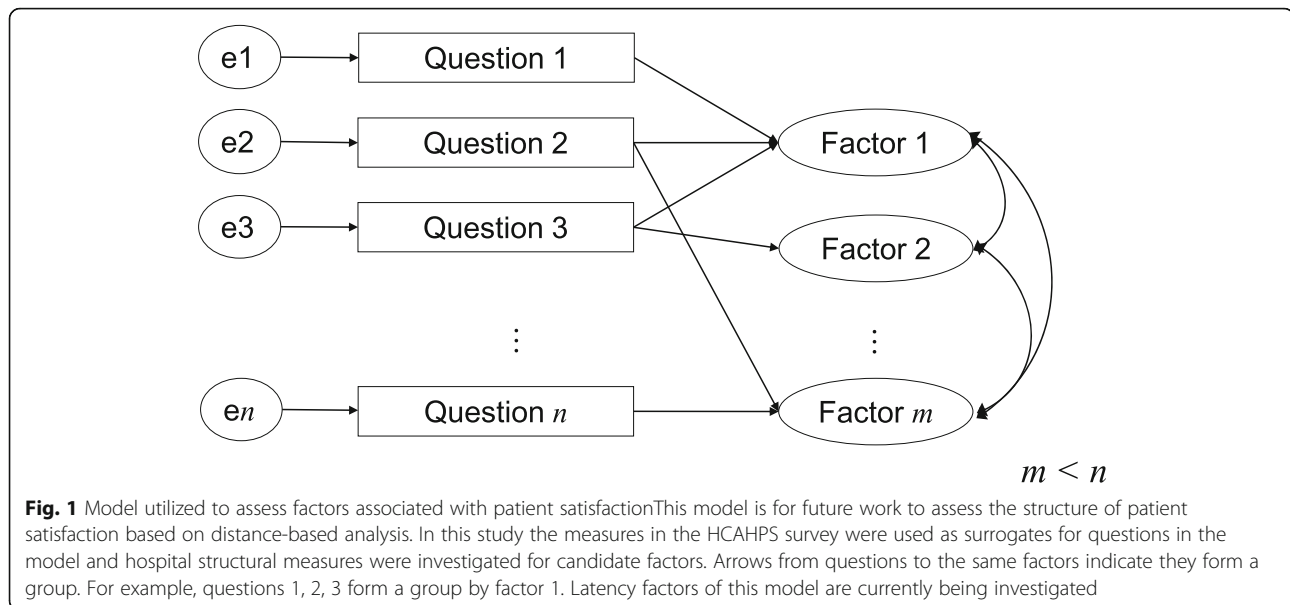 e1 Question 1
e2 Question 2 Factor 1
e3 Question 3 Factor 2
⋮ ⋮
en Question n Factor m
m < n
Fig. 1 Model utilized to assess factors associated with patient satisfactionThis model is for future work to assess the structure of patient
satisfaction based on distance-based analysis. In this study the measures in the HCAHPS survey were used as surrogates for questions in the
model and hospital structural measures were investigated for candidate factors. Arrows from questions to the same factors indicate they form a
group. For example, questions 1, 2, 3 form a group by factor 1. Latency factors of this model are currently being investigated